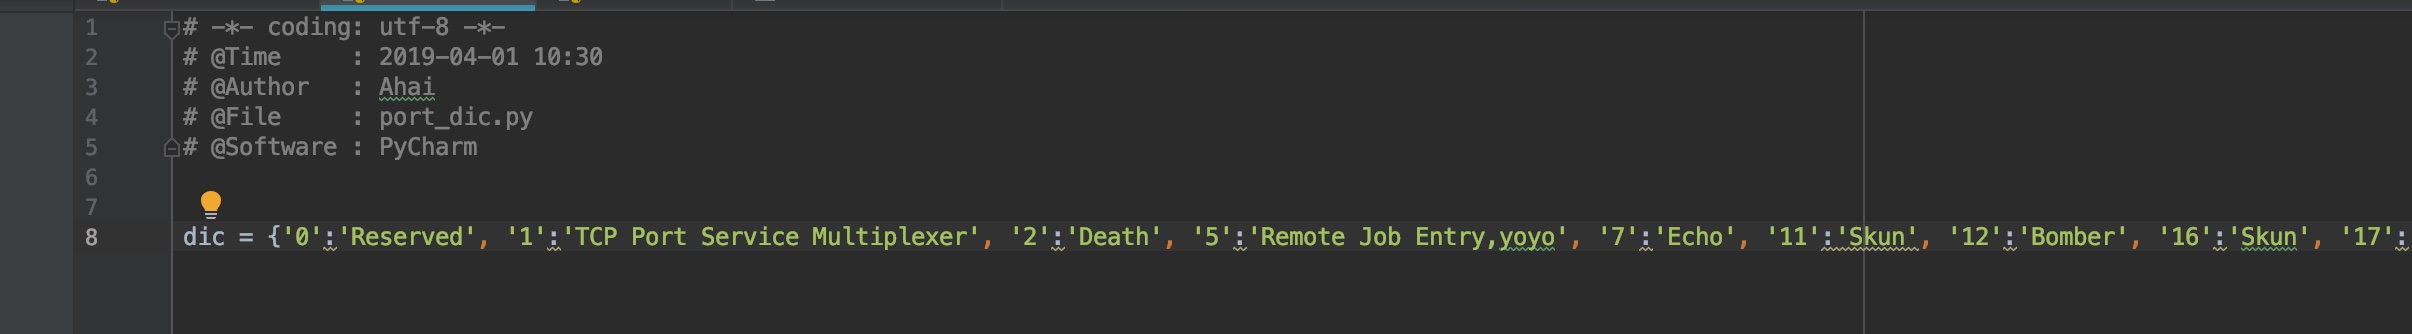 1 # -*- coding: utf-8 -*-
2 # @Time     : 2019-04-01 10:30
3 # @Author   : Ahai
4 # @File     : port_dic.py
5 # @Software : PyCharm
6
7
8 dic = {'0':'Reserved', '1':'TCP Port Service Multiplexer', '2':'Death', '5':'Remote Job Entry,yoyo', '7':'Echo', '11':'Skun', '12':'Bomber', '16':'Skun', '17':